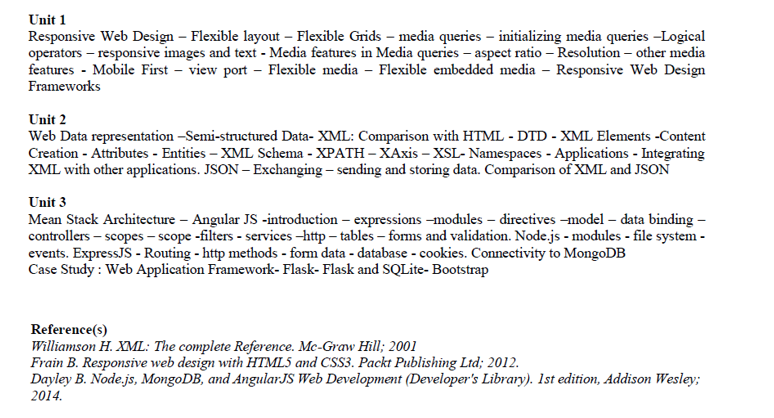 Unit 1
Responsive Web Design – Flexible layout – Flexible Grids – media queries – initializing media queries –Logical
operators – responsive images and text - Media features in Media queries – aspect ratio – Resolution – other media
features - Mobile First – view port – Flexible media – Flexible embedded media – Responsive Web Design
Frameworks
Unit 2
Web Data representation –Semi-structured Data- XML: Comparison with HTML - DTD - XML Elements -Content
Creation - Attributes - Entities – XML Schema - XPATH – XAxis – XSL- Namespaces - Applications - Integrating
XML with other applications. JSON – Exchanging – sending and storing data. Comparison of XML and JSON
Unit 3
Mean Stack Architecture – Angular JS -introduction – expressions –modules – directives –model – data binding –
controllers – scopes – scope -filters - services –http – tables – forms and validation. Node.js - modules - file system -
events. ExpressJS - Routing - http methods - form data - database - cookies. Connectivity to MongoDB
Case Study : Web Application Framework- Flask- Flask and SQLite- Bootstrap
Reference(s)
Williamson H. XML: The complete Reference. Mc-Graw Hill; 2001
Frain B. Responsive web design with HTML5 and CSS3. Packt Publishing Ltd; 2012.
Dayley B. Node.js, MongoDB, and AngularJS Web Development (Developer's Library). 1st edition, Addison Wesley;
2014.